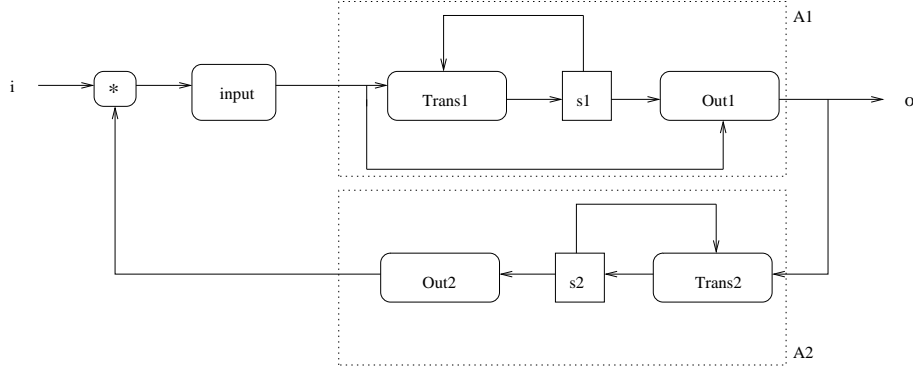 A1
i
*
input
Trans1
s1
Out1
o
Out2
s2
Trans2
A2